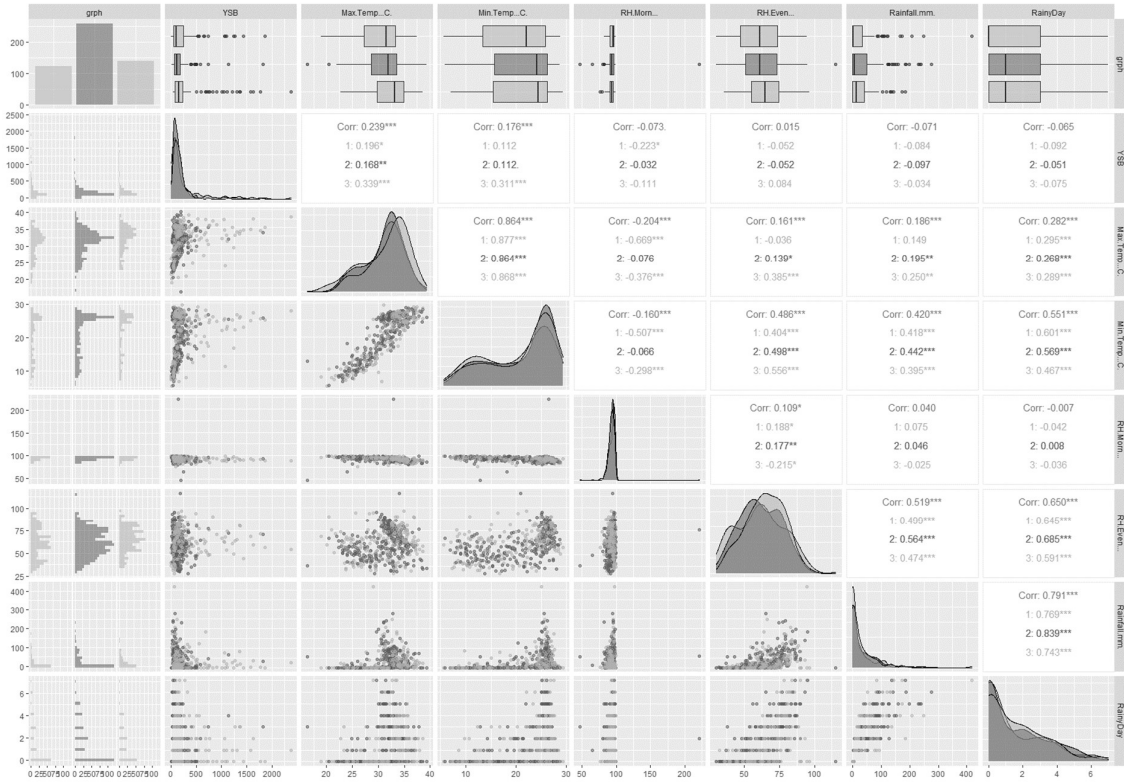 grph YSB Max.Temp...C. Min.Temp...C. RH.Morn... RH.Even... Rainfall.mm. RainyDay
200
100
0
grph
2500
2000
1500
1000
500
0
Corr: 0.239*** Corr: 0.176*** Corr: -0.073. Corr: 0.015 Corr: -0.071 Corr: -0.065
1: 0.196* 1: 0.112 1: -0.223* 1: -0.052 1: -0.084 1: -0.092
2: 0.168** 2: 0.112. 2: -0.032 2: -0.052 2: -0.097 2: -0.051
3: 0.339*** 3: 0.311*** 3: -0.111 3: 0.084 3: -0.034 3: -0.075
YSB
40
35
30
25
20
Corr: 0.864*** Corr: -0.204*** Corr: 0.161*** Corr: 0.186*** Corr: 0.282***
1: 0.877*** 1: -0.669*** 1: -0.036 1: 0.149 1: 0.295***
2: 0.864*** 2: -0.076 2: 0.139* 2: 0.195** 2: 0.268***
3: 0.868*** 3: -0.376*** 3: 0.385*** 3: 0.250** 3: 0.289***
Max.Temp...C.
30
20
10
Corr: -0.160*** Corr: 0.486*** Corr: 0.420*** Corr: 0.551***
1: -0.507*** 1: 0.404*** 1: 0.418*** 1: 0.601***
2: -0.066 2: 0.498*** 2: 0.442*** 2: 0.569***
3: -0.298*** 3: 0.556*** 3: 0.395*** 3: 0.467***
Min.Temp...C.
200
150
100
50
Corr: 0.109* Corr: 0.040 Corr: -0.007
1: 0.188* 1: 0.075 1: -0.042
2: 0.177** 2: 0.046 2: 0.008
3: -0.215* 3: -0.025 3: -0.036
RH.Morn...
100
75
50
25
Corr: 0.519*** Corr: 0.650***
1: 0.499*** 1: 0.645***
2: 0.564*** 2: 0.685***
3: 0.474*** 3: 0.591***
RH.Even...
400
300
200
100
0
Corr: 0.791***
1: 0.769***
2: 0.839***
3: 0.743***
Rainfall.mm.
6
4
2
0
RainyDay
0 500 1000 1500 2000 20 25 30 35 40 10 20 30 50 100 150 200 50 75 100 0 100 200 300 400 0 2 4 6